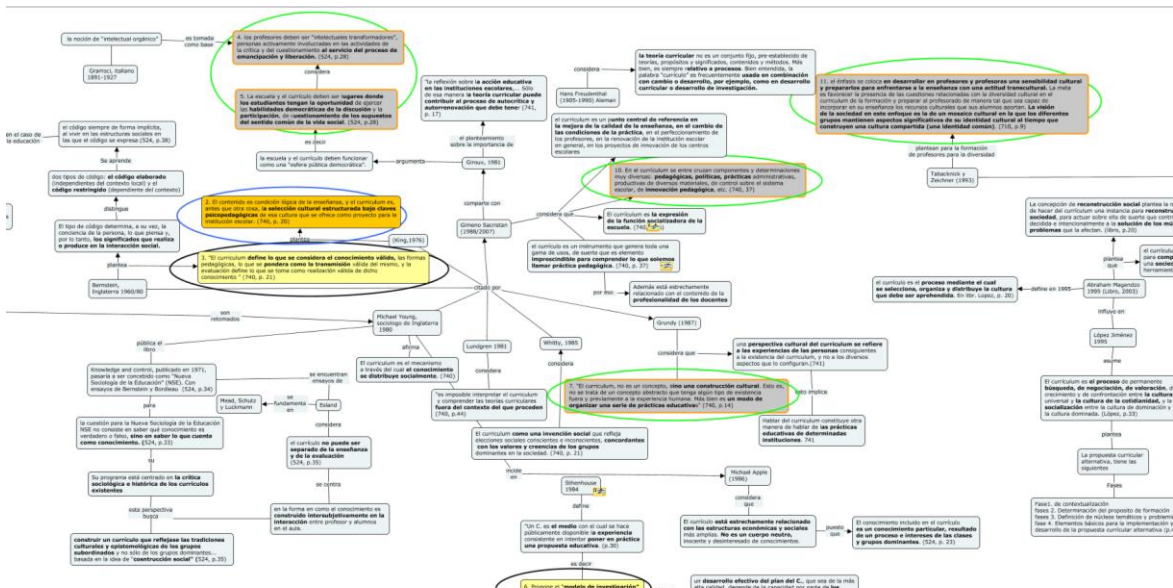 la noción de "intelectual orgánico"
es tomada
como base
Gramsci, italiano
1891-1927
4. los profesores deben ser "intelectuales transformadores",
personas activamente involucradas en las actividades de
la crítica y del cuestionamiento al servicio del proceso de
emancipación y liberación. (524, p.28)
considera
5. La escuela y el currículo deben ser lugares donde
los estudiantes tengan la oportunidad de ejercer
las habilidades democráticas de la discusión y la
participación, de cuestionamiento de los supuestos
del sentido común de la vida social. (524, p.28)
es decir
la escuela y el currículo deben funcionar
como una "esfera pública democrática".
argumenta
"la reflexión sobre la acción educativa
en las instituciones escolares,... Sólo
de esa manera la teoría curricular puede
contribuir al proceso de autocrítica y
autorrenovación que debe tener (741,
p. 17)
el planteamiento
sobre la importancia de
Giroux, 1981
comparte con
Gimeno Sacristan
(1988/2007)
considera
Hans Freudenthal
(1905-1990) Aleman
la teoría curricular no es un conjunto fijo, pre-establecido de
teorías, propósitos y significados, contenidos y métodos. Más
bien, es siempre relativo a procesos. Bien entendida, la
palabra "currículo" es frecuentemente usada en combinación
con cambio o desarrollo, por ejemplo, como en desarrollo
curricular o desarrollo de investigación.
el currículum es un punto central de referencia en
la mejora de la calidad de la enseñanza, en el cambio de
las condiciones de la práctica, en el perfeccionamiento de
los profesores, en la renovación de la institución escolar
en general, en los proyectos de innovación de los centros
escolares
10. En el currículum se entre cruzan componentes y determinaciones
muy diversas: pedagógicas, políticas, prácticas administrativas,
productivas de diversos materiales, de control sobre el sistema
escolar, de innovación pedagógica, etc. (740, 37)
considera que
El currículum es la expresión
de la función socializadora de la
escuela. (740,
el currículo es un instrumento que genera toda una
gama de usos, de suerte que es elemento
imprescindible para comprender lo que solemos
llamar práctica pedagógica. (740, p. 37)
por eso
Además está estrechamente
relacionado con el contenido de la
profesionalidad de los docentes
11. el énfasis se coloca en desarrollar en profesores y profesoras una sensibilidad cultural
y prepararlos para enfrentarse a la enseñanza con una actitud transcultural. La meta
es favorecer la presencia de las cuestiones relacionadas con la diversidad cultural en el
currículum de la formación y preparar al profesorado de manera tal que sea capaz de
incorporar en su enseñanza los recursos culturales que sus alumnos aportan. La visión
de la sociedad en este enfoque es la de un mosaico cultural en la que los diferentes
grupos mantienen aspectos significativos de su identidad cultural al tiempo que
construyen una cultura compartida (una identidad común). (710, p.9)
plantean para la formación
de profesores para la diversidad
Tabacknick y
Zeichner (1993)
en el caso de
la educación
el código siempre de forma implícita,
al vivir en las estructuras sociales en
las que el código se expresa.(524, p.38)
Se aprende
dos tipos de código: el código elaborado
(independientes del contexto local) y el
código restringido (dependiente del contexto)
distingue
El tipo de código determina, a su vez, la
conciencia de la persona, lo que piensa y,
por lo tanto, los significados que realiza
o produce en la interacción social.
plantea
Bernstein,
Inglaterra 1960/80
2. El contenido es condición lógica de la enseñanza, y el currículum es,
antes que otra cosa, la selección cultural estructurada bajo claves
psicopedagógicas de esa cultura que se ofrece como proyecto para la
institución escolar. (740, p. 20)
plantea
(King,1976)
3. "El currículum define lo que se considera el conocimiento válido, las formas
pedagógicas, lo que se pondera como la transmisión válida del mismo, y la
evaluación define lo que se toma como realización válida de dicho
conocimiento " (740, p. 21)
citado por
son
retomados
Michael Young,
sociologo de Inglaterra
1980
pública el
libro
afirma
El curriculum es el mecanismo
a través del cual el conocimiento
se distribuye socialmente. (740)
Lundgren 1981
considera
"es imposible interpretar el currículum
y comprender las teorías curriculares
fuera del contexto del que proceden
(740, p.44)
Whitty, 1985
considera
El currículum como una invención social que refleja
elecciones sociales conscientes e inconscientes, concordantes
con los valores y creencias de los grupos
dominantes en la sociedad. (740, p. 21)
Grundy (1987)
considera que
una perspectiva cultural del currículum se refiere
a las experiencias de las personas consiguientes
a la existencia del currículum, y no a los diversos
aspectos que lo configuran.(741)
esto implica
Hablar del currículum constituye otra
manera de hablar de las prácticas
educativas de determinadas
instituciones. 74)
7. "El currículum, no es un concepto, sino una construcción cultural. Esto es,
no se trata de un concepto abstracto que tenga algún tipo de existencia
fuera y previamente a la experiencia humana. Más bien es un modo de
organizar una serie de prácticas educativas" (740, p.14)
Knowledge and control, publicado en 1971,
pasaría a ser concebido como "Nueva
Sociología de la Educación" (NSE). Con
ensayos de Bernstein y Bordieau (524, p.34)
para
la cuestión para la Nueva Sociología de la Educación
NSE no consiste en saber qué conocimiento es
verdadero o falso, sino en saber lo que cuenta
como conocimiento. (524, p.33)
su
Su programa está centrado en la crítica
sociológica e histórica de los currículos
existentes
esta perspectiva
busca
construir un currículo que reflejase las tradiciones
culturales y epistomológicas de los grupos
subordinados y no sólo de los grupos dominantes...
basada en la idea de "coenstrucción social" (524, p.35)
se encuentran
ensayos de
Mead, Schulz
y Luckmann
se
fundamenta
en
Esland
considera
el currículo no puede ser
separado de la enseñanza
y de la evaluación
(524, p.35)
se centra
en la forma en como el conocimiento es
construido intersubjetivamente en la
interacción entre profesor y alumnos
en el aula.
incide
en
Sthenhouse
1984
define
"Un C. es el medio con el cual se hace
públicamente disponible la experiencia
consistente en intenter poner en práctica
una propuesta educativa. (p.30)
es decir
6. Propone el "modelo de investigación"
Michael Apple
(1986)
considera
que
El currículo está estrechamente relacionado
con las estructuras económicas y sociales
más amplias. No es un cuerpo neutro,
inocente y desinteresado de conocimientos.
puesto
que
El conocimiento incluido en el currículo
es un conocimiento particular, resultado
de un proceso e intereses de las clases
y grupos dominantes. (524, p. 23)
un desarrollo efectivo del plan del C., que sea de la más
La concepción de reconstrucción social plantea la n
de hacer del currículo una instancia para reconstru
sociedad, para actuar sobre ella de suerte que contri
decidida e intencionalmente a la solución de los má
problemas que la afectan. (libro, p.20)
plantea
que
el currículu
para comp
una socied
herramient
el currículo es el proceso mediante el cual
se selecciona, organiza y distribuye la cultura
que debe ser aprehendida. En libr. Lopez, p. 20)
define en 1995
Abraham Magendzo
1995 (Libro, 2003)
influyo en
López Jiménez
1995
asume
El currículum es el proceso de permanente
búsqueda, de negociación, de valoración, d
crecimiento y de confrontación entre la cultura
universal, y la cultura de la cotidianidad, y la
socialización entre la cultura de dominación y
la cultura dominada. (López, p.33)
plantea
La propuesta curricular
alternativa, tiene las
siguientes
Fases
Fase1. de contextualización
fases 2. Determinación del propósito de formación
fases 3. Definición de núcleos temáticos y problemá
fase 4. Elementos básicos para la implementación
desarrollo de la propuesta curricular alternativa (p.4